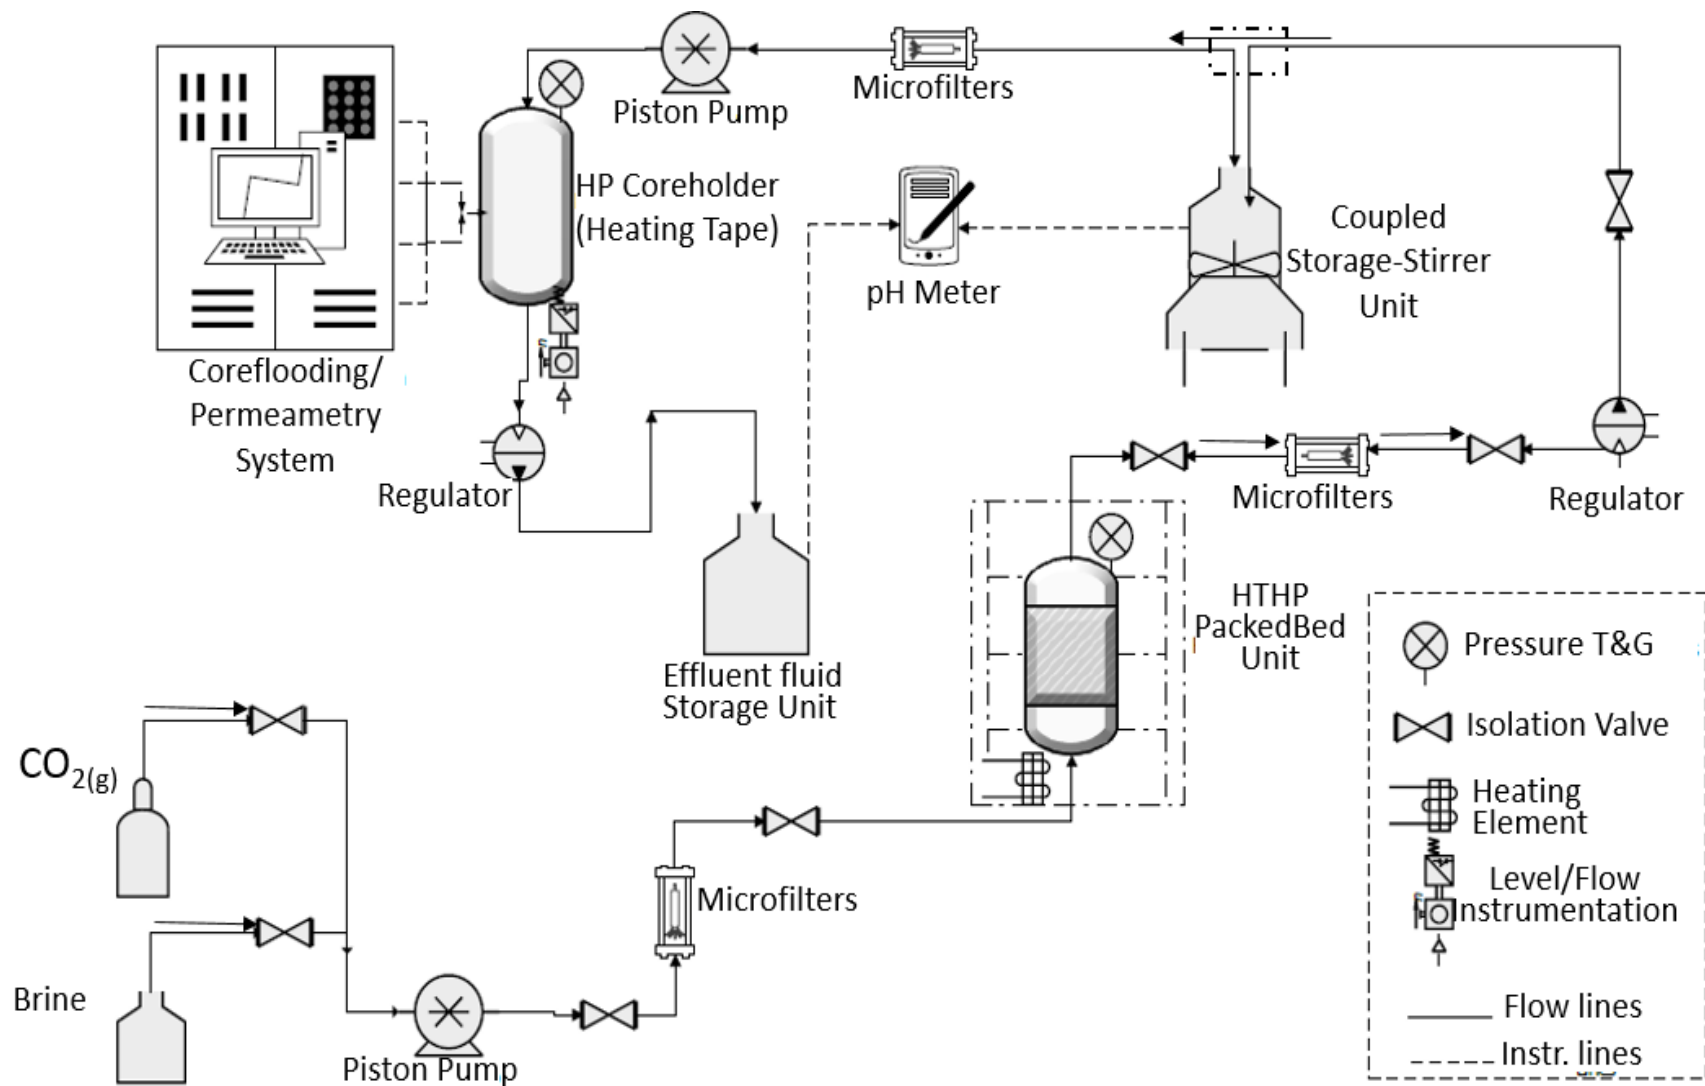 Piston Pump
Microfilters
HP Coreholder
(Heating Tape)
pH Meter
Coupled
Storage-Stirrer
Unit
Coreflooding/
Permeametry
System
Regulator
Microfilters
Regulator
Effluent fluid
Storage Unit
HTHP
PackedBed
Unit
CO2(g)
Microfilters
Brine
Piston Pump
Pressure T&G
Isolation Valve
Heating
Element
Level/Flow
Instrumentation
Flow lines
Instr. lines